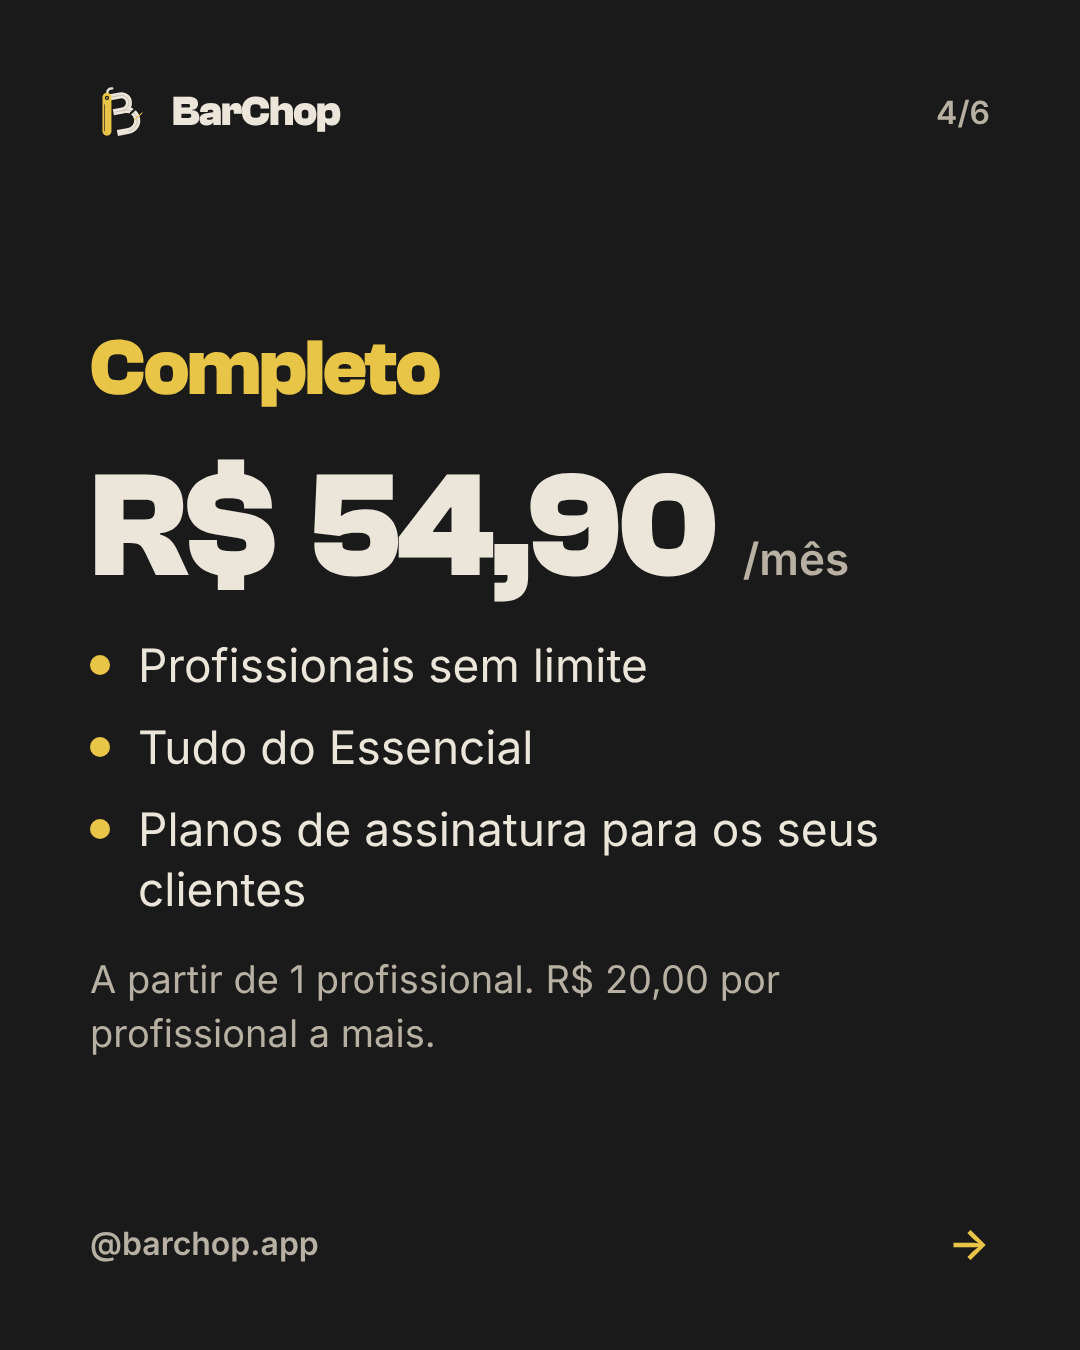 BarChop
4/6
Completo
R$ 54,90 /mês
Profissionais sem limite
Tudo do Essencial
Planos de assinatura para os seus
clientes
A partir de 1 profissional. R$ 20,00 por
profissional a mais.
@barchop.app